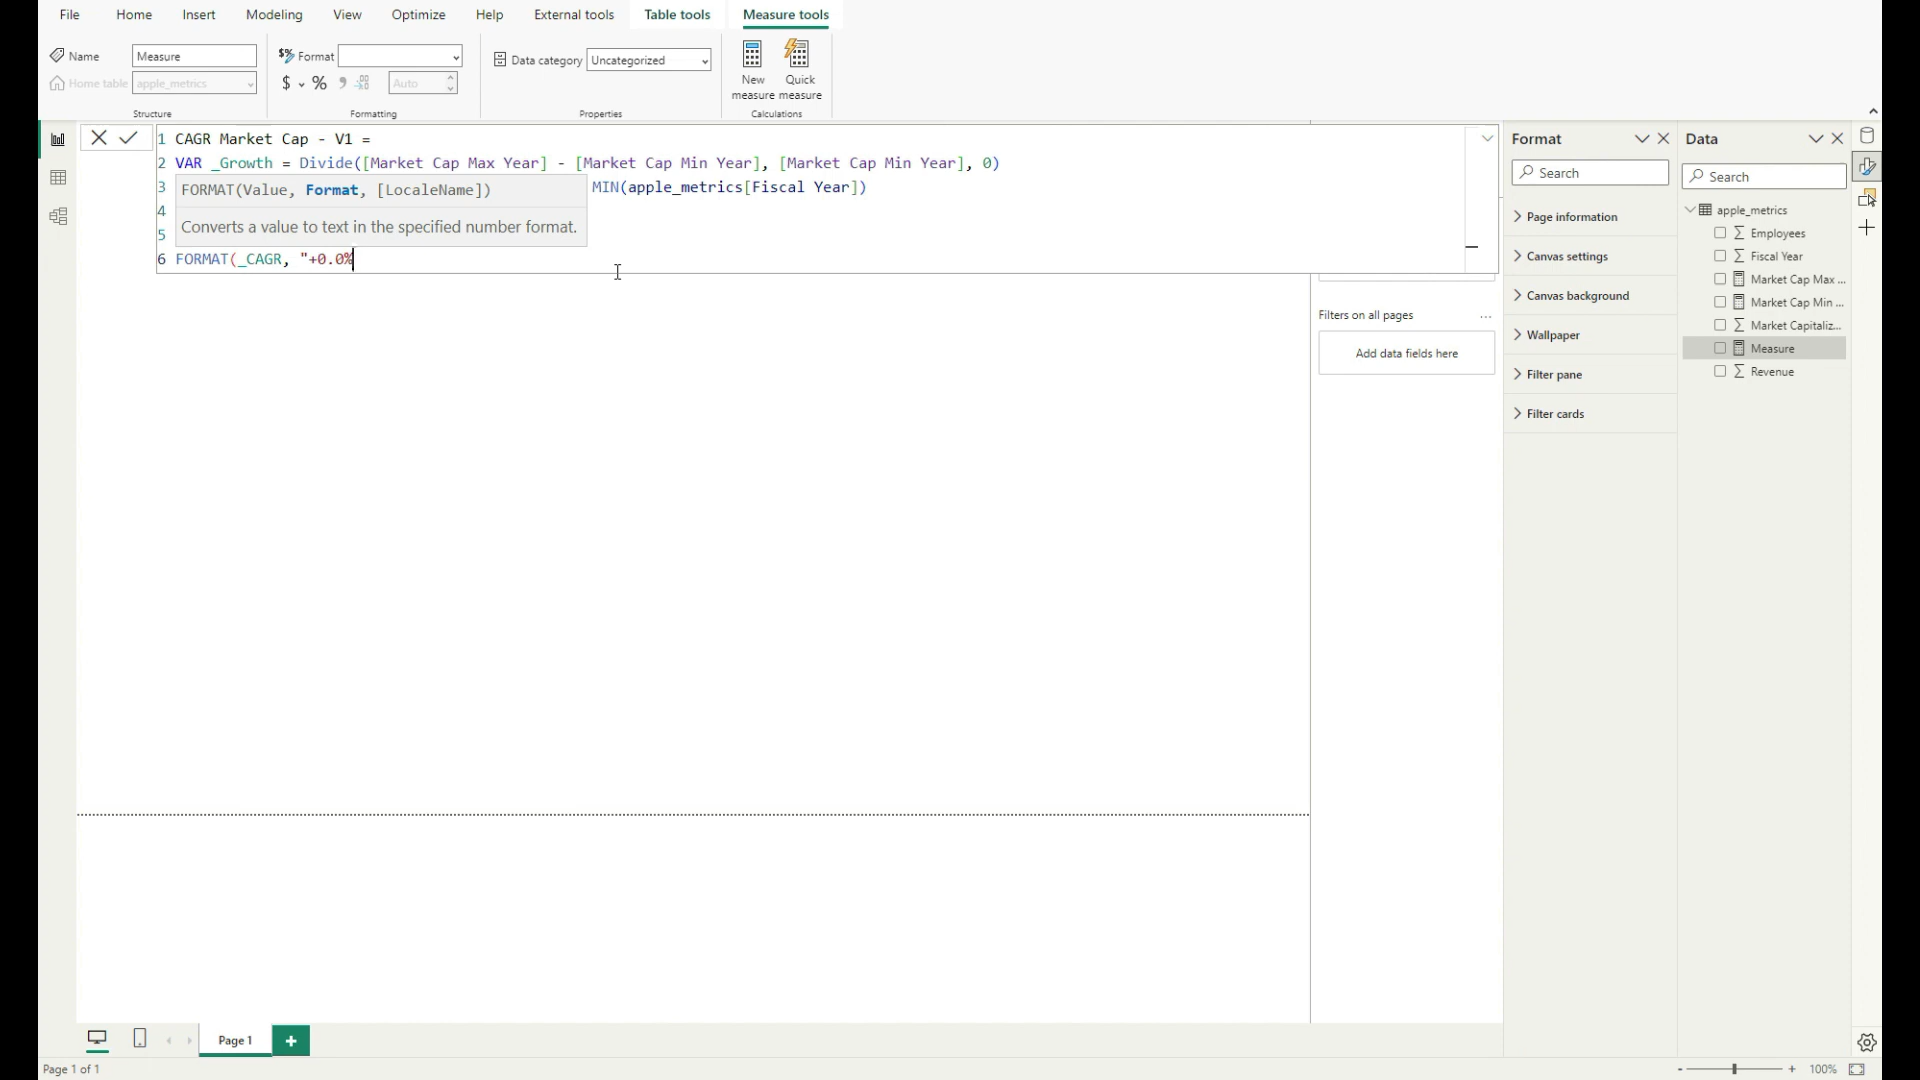 File Home Insert Modeling View Optimize Help External tools Table tools Measure tools
Name Measure
Home table apple_metrics
Structure
Format
$ % Auto
Formatting
Data category Uncategorized
Properties
New measure
Quick measure
Calculations
1 CAGR Market Cap - V1 =
2 VAR _Growth = Divide([Market Cap Max Year] - [Market Cap Min Year], [Market Cap Min Year], 0)
3 MIN(apple_metrics[Fiscal Year])
FORMAT(Value, Format, [LocaleName])
4
Converts a value to text in the specified number format.
5
6 FORMAT(_CAGR, "+0.0%
Filters on all pages ...
Add data fields here
Format
Search
Page information
Canvas settings
Canvas background
Wallpaper
Filter pane
Filter cards
Data
Search
apple_metrics
Employees
Fiscal Year
Market Cap Max ...
Market Cap Min ...
Market Capitaliz...
Measure
Revenue
Page 1
Page 1 of 1
- + 100%